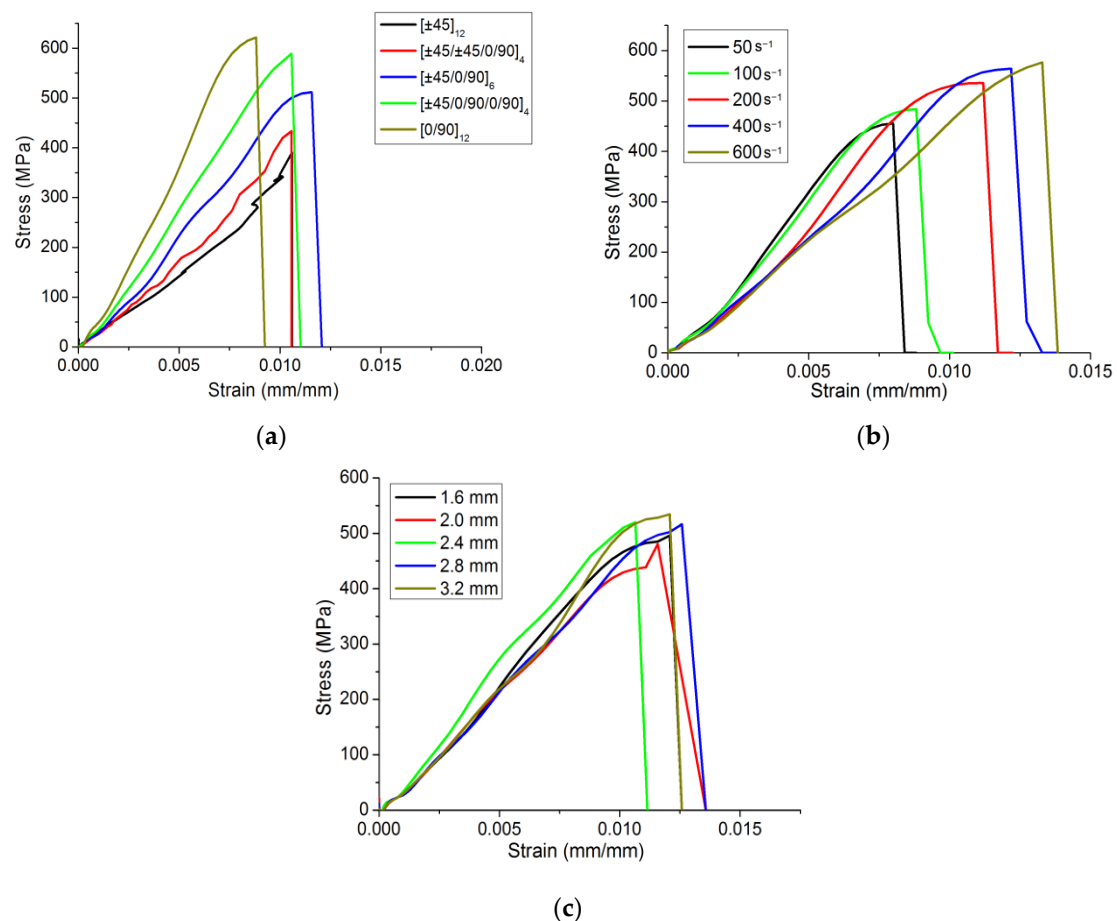 [±45]₁₂
[±45/±45/0/90]₄
[±45/0/90]₆
[±45/0/90/0/90]₄
[0/90]₁₂
600
500
400
300
200
100
0
Stress (MPa)
0.000 0.005 0.010 0.015 0.020
Strain (mm/mm)
(a)
50 s⁻¹
100 s⁻¹
200 s⁻¹
400 s⁻¹
600 s⁻¹
600
500
400
300
200
100
0
Stress (MPa)
0.000 0.005 0.010 0.015
Strain (mm/mm)
(b)
1.6 mm
2.0 mm
2.4 mm
2.8 mm
3.2 mm
600
500
400
300
200
100
0
Stress (MPa)
0.000 0.005 0.010 0.015
Strain (mm/mm)
(c)